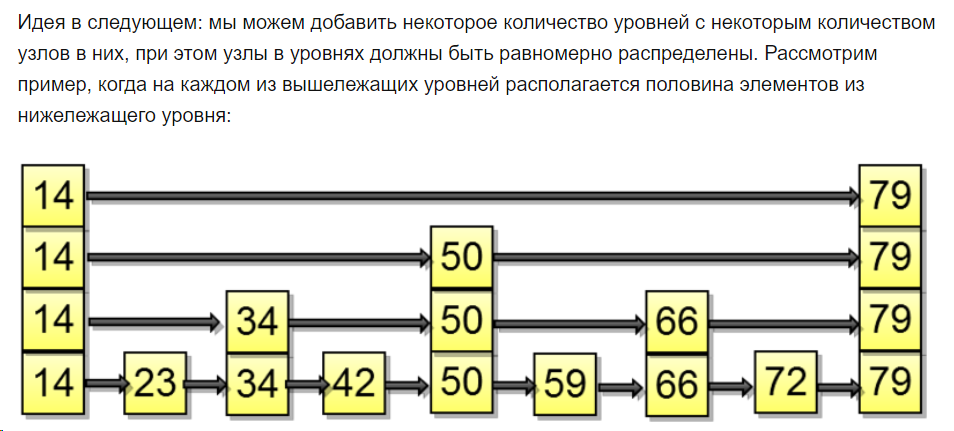 Идея в следующем: мы можем добавить некоторое количество уровней с некоторым количеством
узлов в них, при этом узлы в уровнях должны быть равномерно распределены. Рассмотрим
пример, когда на каждом из вышележащих уровней располагается половина элементов из
нижележащего уровня:
14 79
14 50 79
14 34 50 66 79
14 23 34 42 50 59 66 72 79